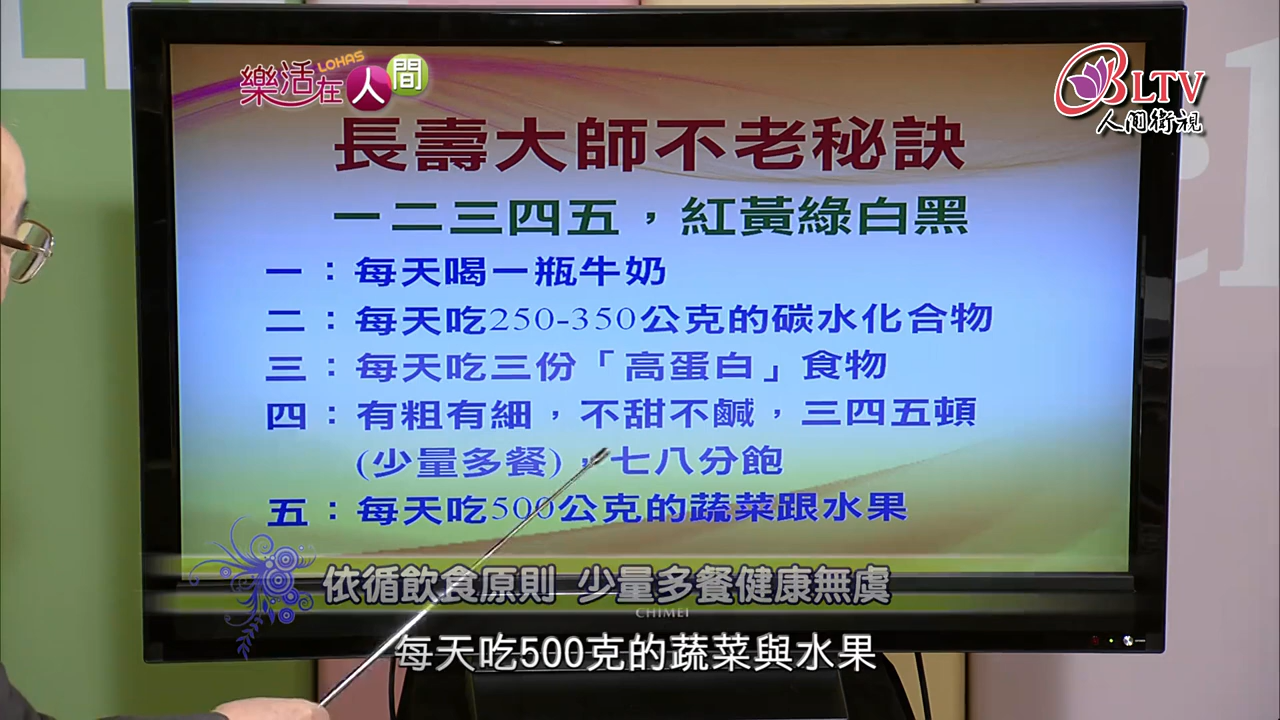 樂活在人間
LOHAS
BLTV
人間衛視
長壽大師不老秘訣
一二三四五，紅黃綠白黑
一：每天喝一瓶牛奶
二：每天吃250-350公克的碳水化合物
三：每天吃三份「高蛋白」食物
四：有粗有細，不甜不鹹，三四五頓
(少量多餐)，七八分飽
五：每天吃500公克的蔬菜跟水果
依循飲食原則 少量多餐健康無虞
CHIMEI
每天吃500克的蔬菜與水果